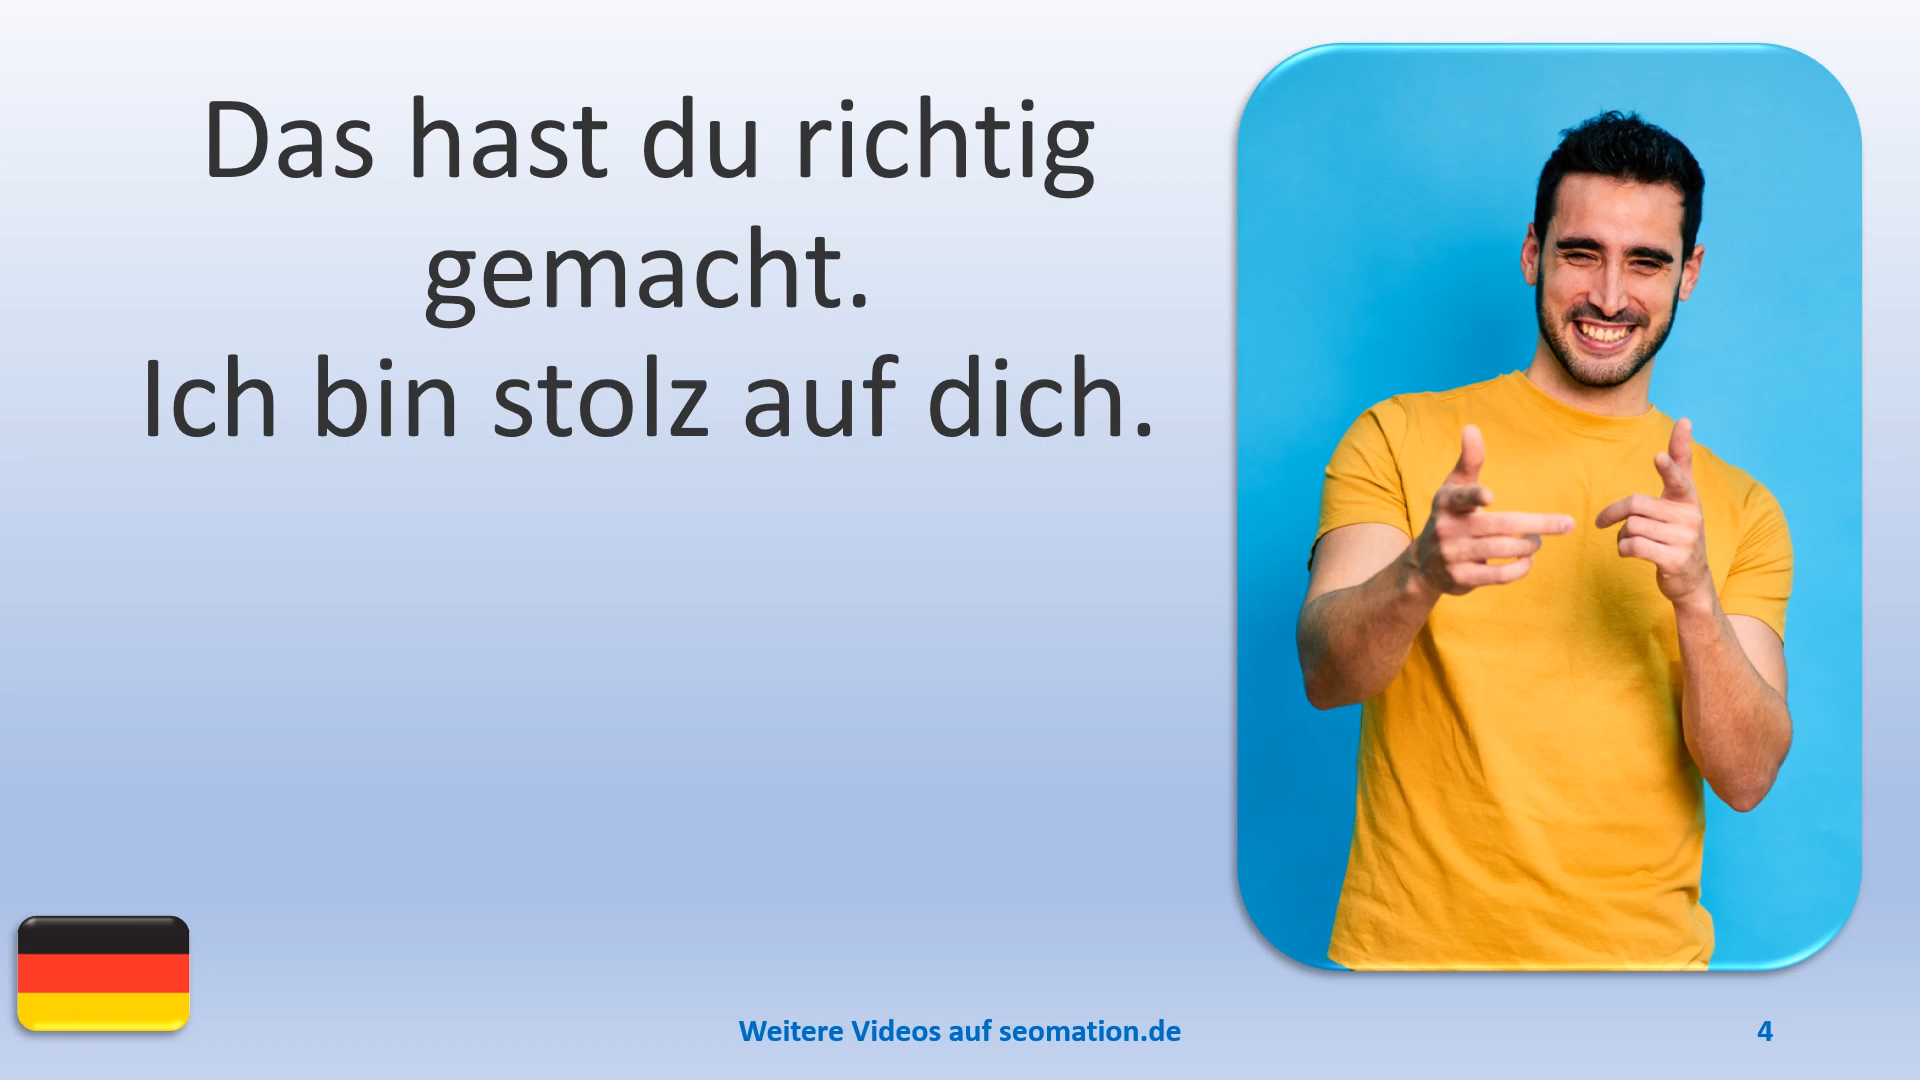 Das hast du richtig
gemacht.
Ich bin stolz auf dich.
Weitere Videos auf seomation.de
4